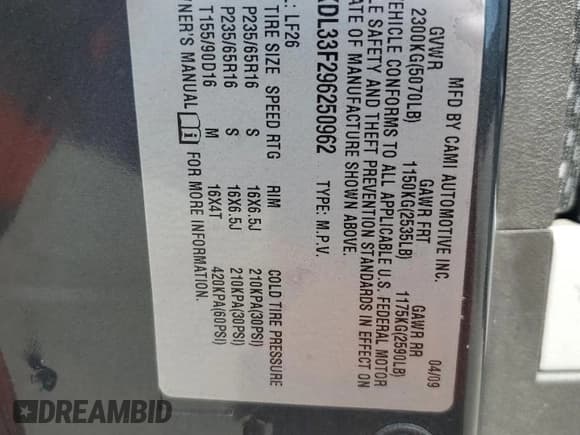 MFD BY CAMI AUTOMOTIVE INC. 04/09
GVWR GAWR FRT GAWR RR
2300KG(5070LB) 1150KG(2535LB) 1175KG(2590LB)
VEHICLE CONFORMS TO ALL APPLICABLE U.S. FEDERAL MOTOR
SAFETY AND THEFT PREVENTION STANDARDS IN EFFECT ON
OF MANUFACTURE SHOWN ABOVE.
KDL33F296250962 TYPE: M.P.V.
: LF26
TIRE SIZE SPEED RTG RIM COLD TIRE PRESSURE
P235/65R16 S 16X6.5J 210KPA(30PSI)
P235/65R16 S 16X6.5J 210KPA(30PSI)
T155/90D16 M 16X4T 420KPA(60PSI)
MANUAL i FOR MORE INFORMATION.
DREAMBID